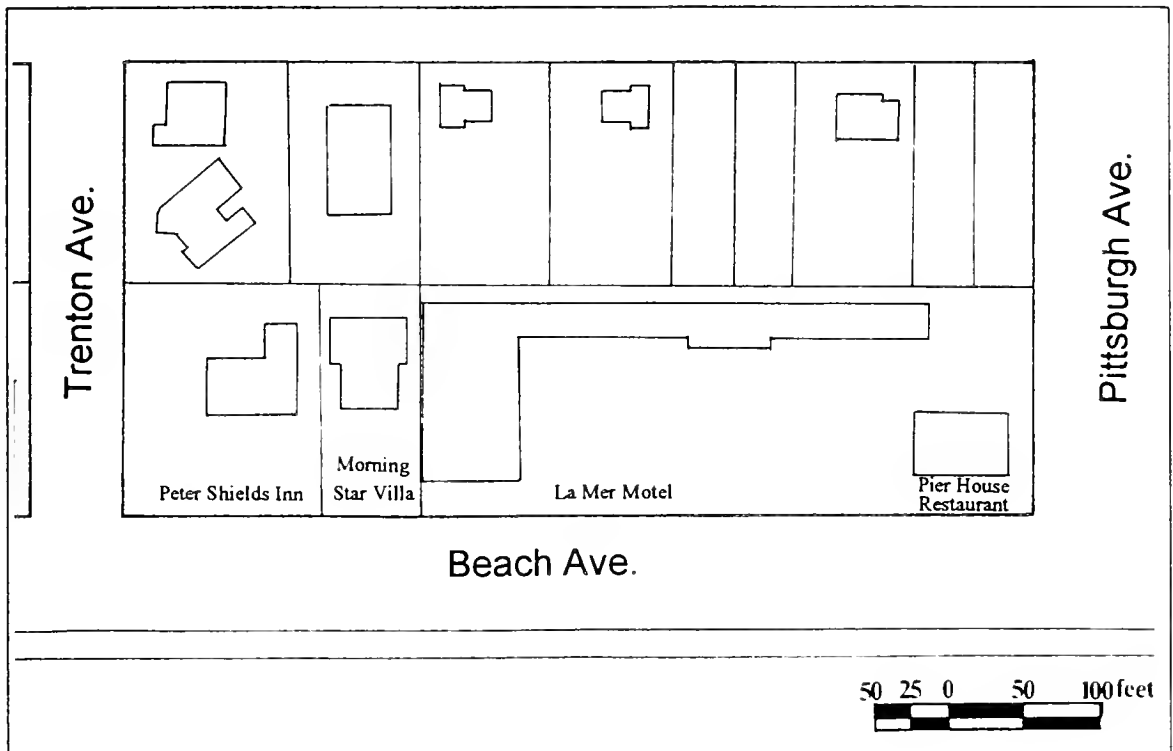 Trenton Ave.
Pittsburgh Ave.
Peter Shields Inn
Morning
Star Villa
La Mer Motel
Pier House
Restaurant
Beach Ave.
50 25 0 50 100 feet